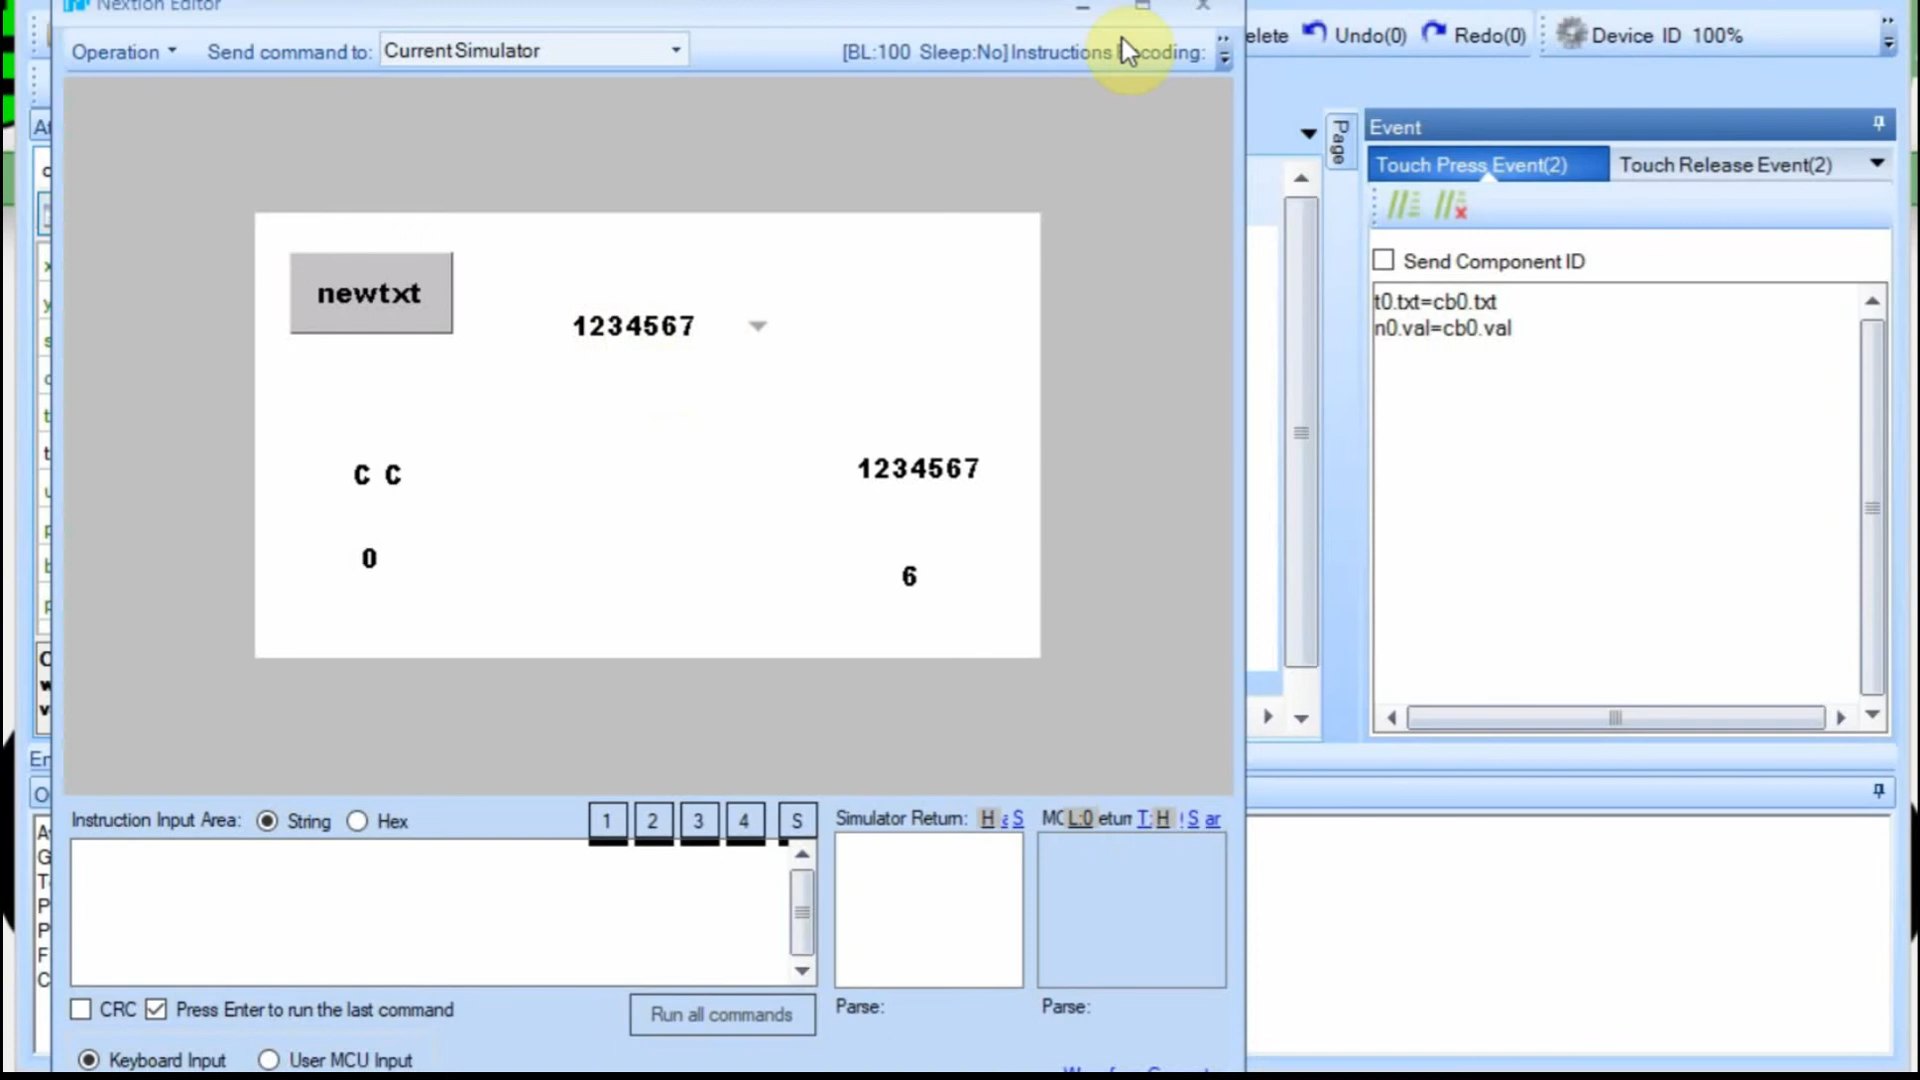 Nextion Editor
Operation
Send command to:
Current Simulator
[BL:100 Sleep:No]Instructions
coding:
elete
Undo(0)
Redo(0)
Device ID 100%
Page
Event
Touch Press Event(2)
Touch Release Event(2)
Send Component ID
t0.txt=cb0.txt
n0.val=cb0.val
newtxt
1234567
C C
1234567
0
6
Instruction Input Area:
String
Hex
1
2
3
4
S
Simulator Return:
H
S
L:0
H
S
ar
CRC
Press Enter to run the last command
Run all commands
Parse:
Parse:
Keyboard Input
User MCU Input